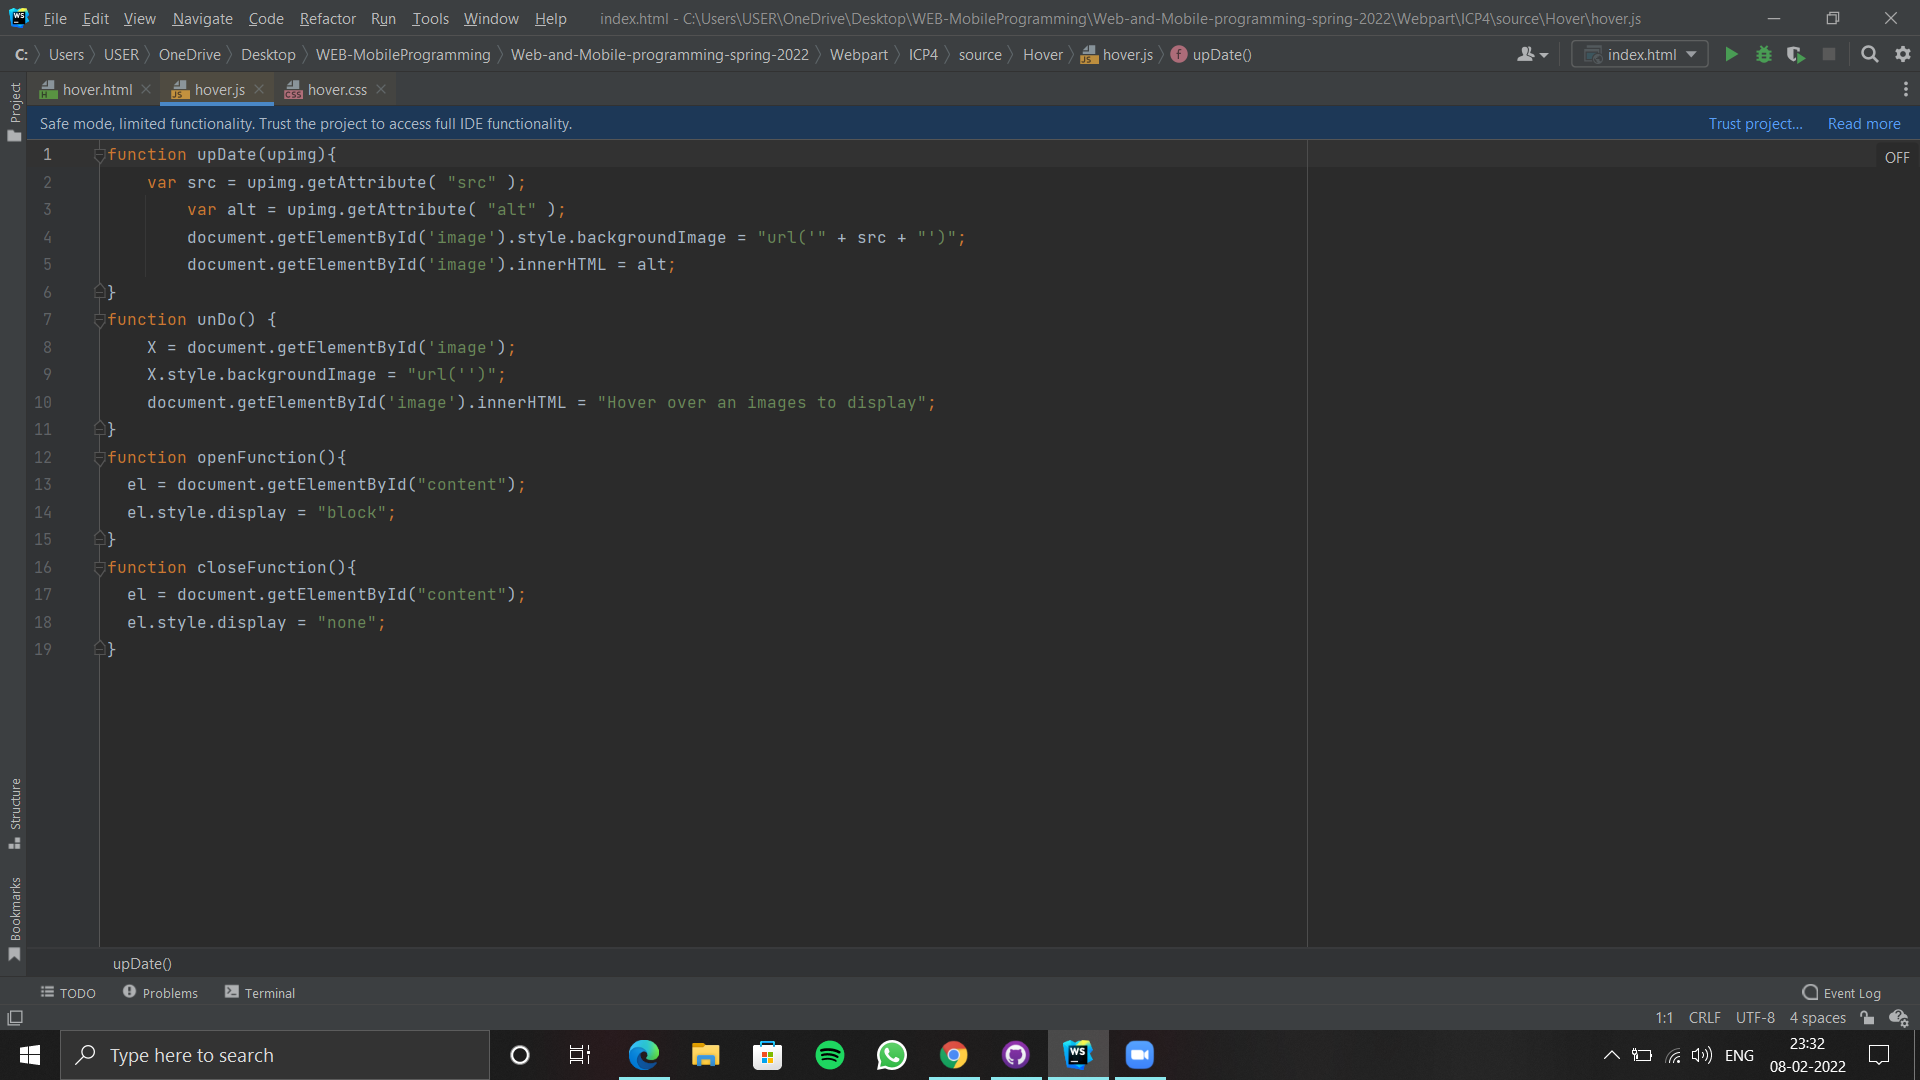 WS File Edit View Navigate Code Refactor Run Tools Window Help index.html - C:\Users\USER\OneDrive\Desktop\WEB-MobileProgramming\Web-and-Mobile-programming-spring-2022\Webpart\ICP4\source\Hover\hover.js
C: Users USER OneDrive Desktop WEB-MobileProgramming Web-and-Mobile-programming-spring-2022 Webpart ICP4 source Hover JS hover.js f upDate() index.html
Project
H hover.html JS hover.js CSS hover.css
Safe mode, limited functionality. Trust the project to access full IDE functionality. Trust project... Read more
OFF
1 function upDate(upimg){
2 var src = upimg.getAttribute( "src" );
3 var alt = upimg.getAttribute( "alt" );
4 document.getElementById('image').style.backgroundImage = "url('" + src + "')";
5 document.getElementById('image').innerHTML = alt;
6 }
7 function unDo() {
8 X = document.getElementById('image');
9 X.style.backgroundImage = "url('')";
10 document.getElementById('image').innerHTML = "Hover over an images to display";
11 }
12 function openFunction(){
13 el = document.getElementById("content");
14 el.style.display = "block";
15 }
16 function closeFunction(){
17 el = document.getElementById("content");
18 el.style.display = "none";
19 }
Structure
Bookmarks
upDate()
TODO Problems Terminal Event Log
1:1 CRLF UTF-8 4 spaces
Type here to search WS ENG 23:32
08-02-2022